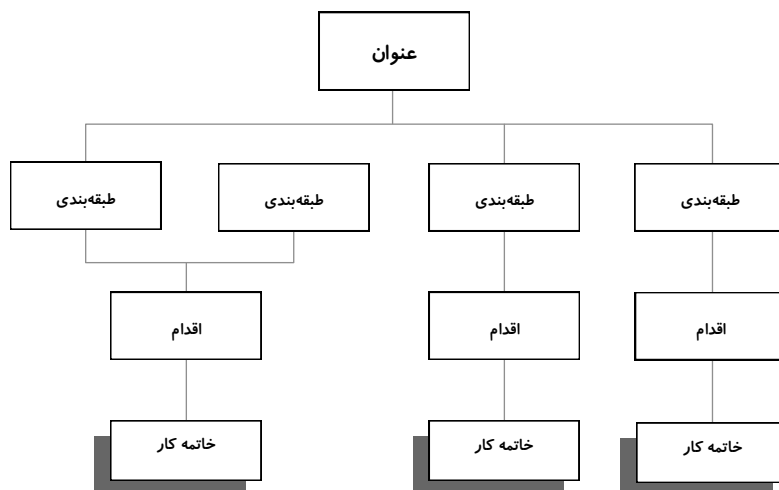 عنوان
طبقه‌بندی
طبقه‌بندی
طبقه‌بندی
طبقه‌بندی
اقدام
اقدام
اقدام
خاتمه کار
خاتمه کار
خاتمه کار